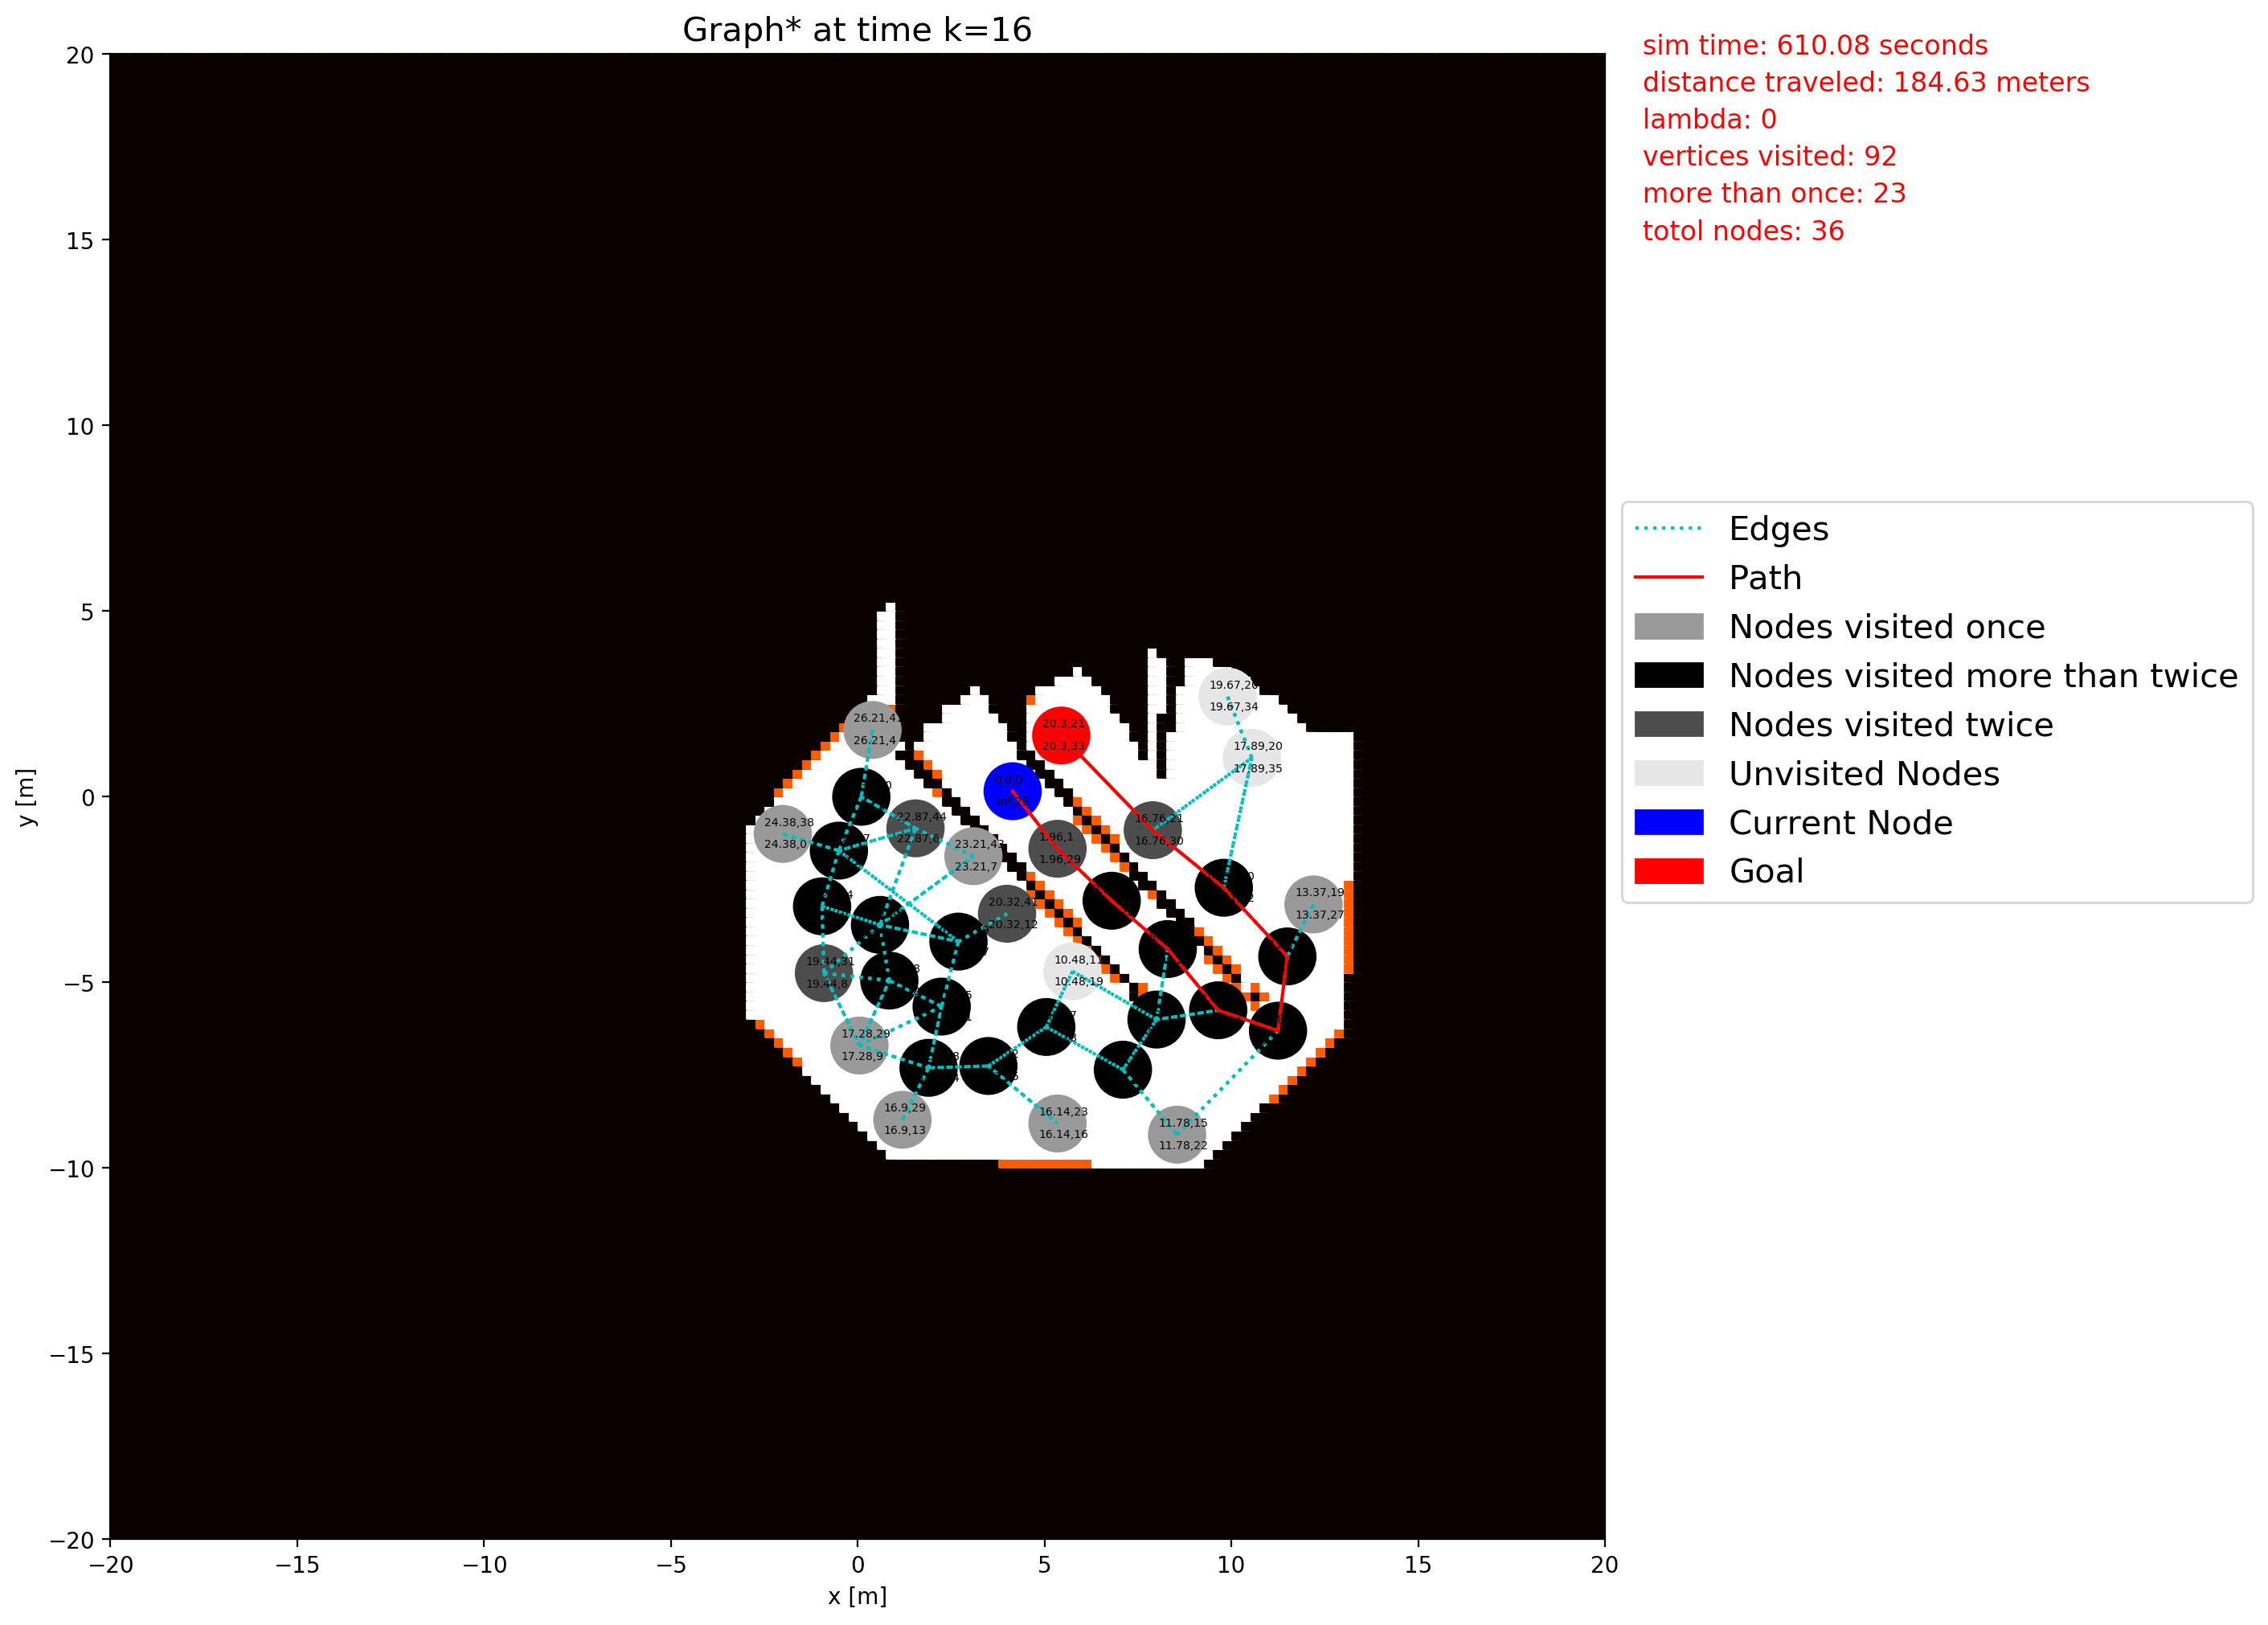 Graph* at time k=16
sim time: 610.08 seconds
distance traveled: 184.63 meters
lambda: 0
vertices visited: 92
more than once: 23
totol nodes: 36
20
15
10
5
0
−5
−10
−15
−20
y [m]
19.67,20
19.67,34
26.21,4
20.3,21
20.3,33
17.89,20
17.89,35
0.0,0
-inf,28
24.38,38
24.38,0
22.87,44
22.87,6
23.21,43
23.21,7
1.96,1
1.96,29
16.76,21
16.76,30
13.37,19
13.37,27
20.32,41
20.32,12
19.44,31
19.44,8
10.48,11
10.48,19
17.28,29
17.28,9
16.9,29
16.9,13
16.14,23
16.14,16
11.78,15
11.78,22
−20
−15
−10
−5
0
5
10
15
20
x [m]
Edges
Path
Nodes visited once
Nodes visited more than twice
Nodes visited twice
Unvisited Nodes
Current Node
Goal